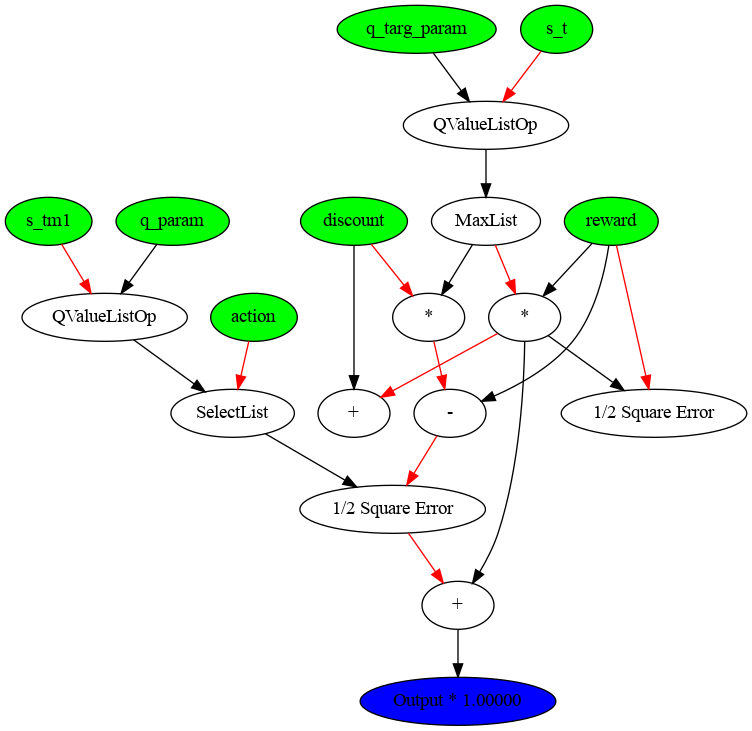 q_targ_param
s_t
QValueListOp
s_tm1
q_param
discount
MaxList
reward
QValueListOp
action
*
*
SelectList
+
-
1/2 Square Error
1/2 Square Error
+
Output * 1.00000